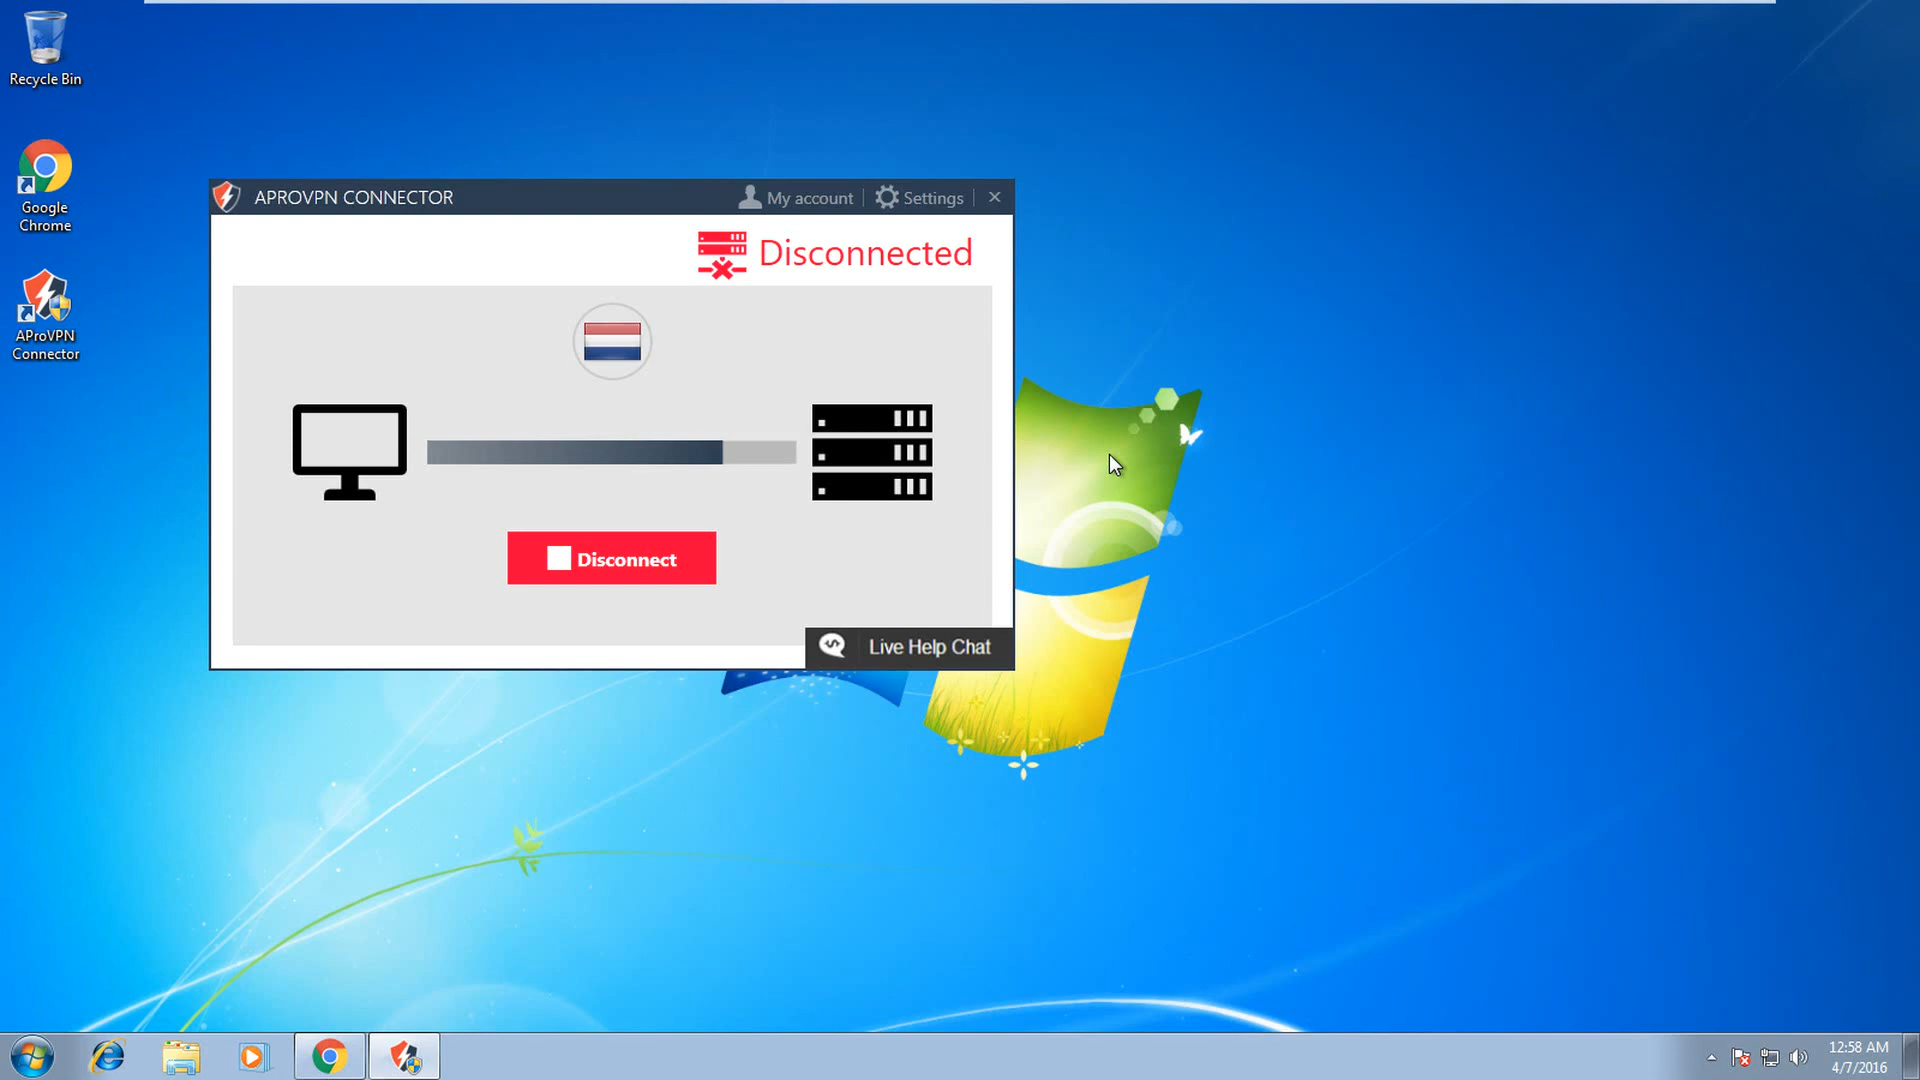 Recycle Bin
Google
Chrome
AProVPN
Connector
APROVPN CONNECTOR
My account
Settings
Disconnected
Disconnect
Live Help Chat
12:58 AM
4/7/2016